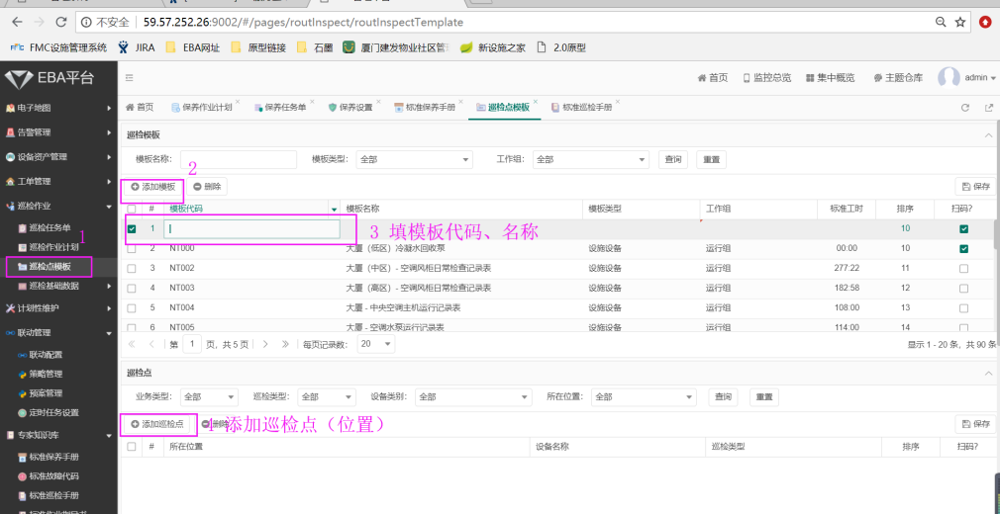 不安全 59.57.252.26:9002/#/pages/routInspect/routInspectTemplate
FMC FMC设施管理系统 JIRA EBA网址 原型链接 石墨 厦门建发物业社区管 新设施之家 2.0原型
EBA平台
首页 监控总览 集中概览 主题仓库 admin
电子地图
告警管理
设备资产管理
工单管理
巡检作业
巡检任务单
1
巡检作业计划
巡检点模板
巡检基础数据
计划性维护
联动管理
联动配置
策略管理
预案管理
定时任务设置
专家知识库
标准保养手册
标准故障代码
标准巡检手册
标准作业指导书
首页 保养作业计划 × 保养任务单 × 保养设置 × 标准保养手册 × 巡检点模板 × 标准巡检手册 ×
巡检模板
模板名称: 模板类型: 全部 工作组: 全部 查询 重置
2
添加模板 删除 保存
# 模板代码 模板名称 模板类型 工作组 标准工时 排序 扫码?
1 10
3 填模板代码、名称
2 NT000 大厦（低区）冷凝水回收泵 设施设备 运行组 00:00 10
3 NT002 大厦（中区）- 空调风柜日常检查记录表 设施设备 运行组 277:22 11
4 NT003 大厦（高区）- 空调风柜日常检查记录表 设施设备 运行组 182:58 12
5 NT004 大厦 - 中央空调主机运行记录表 设施设备 运行组 108:00 13
6 NT005 大厦 - 空调水泵运行记录表 设施设备 运行组 114:00 14
第 1 页，共 5 页 每页记录数: 20 显示 1 - 20 条，共 90 条
巡检点
业务类型: 全部 巡检类型: 全部 设备类别: 全部 所在位置: 全部 查询 重置
添加巡检点 删除 保存
4 添加巡检点（位置）
# 所在位置 设备名称 巡检类型 排序 扫码?